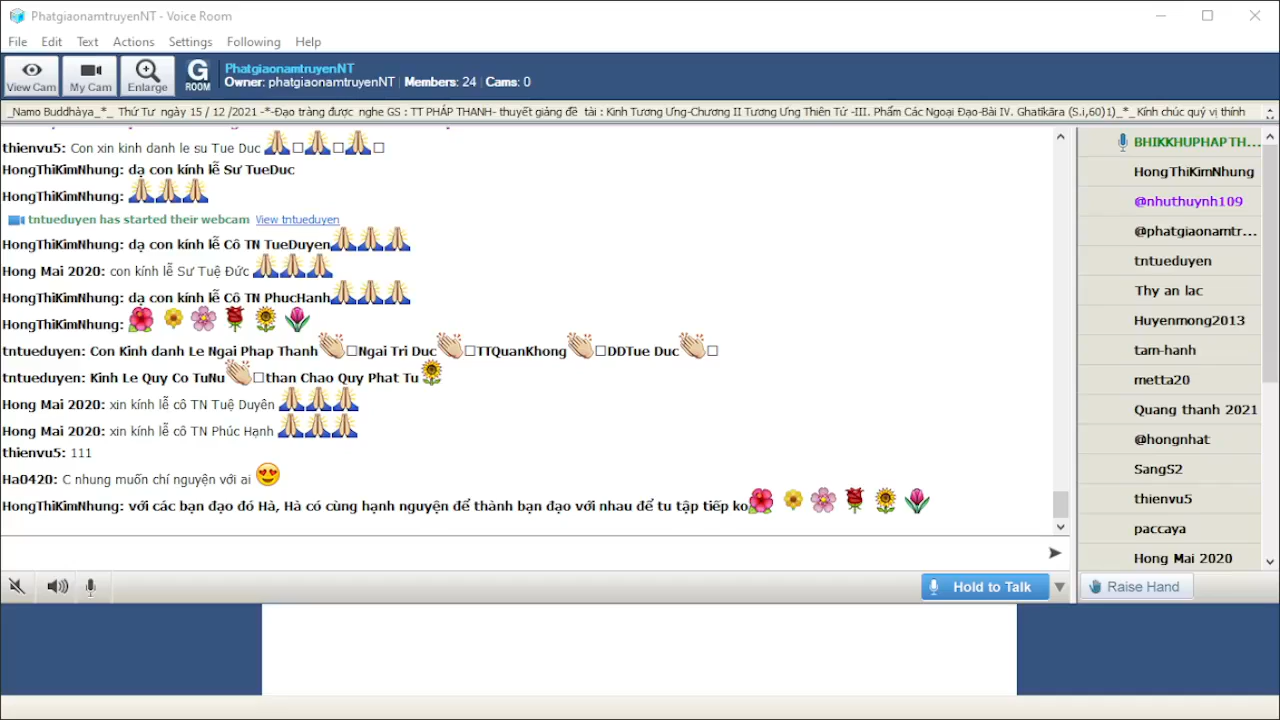 PhatgiaonamtruyenNT - Voice Room
File Edit Text Actions Settings Following Help
View Cam
My Cam
Enlarge
G ROOM
PhatgiaonamtruyenNT
Owner: phatgiaonamtruyenNT | Members: 24 | Cams: 0
_Namo Buddhàya_*_ Thứ Tư ngày 15 / 12 /2021 -*-Đạo tràng được nghe GS : TT PHÁP THANH- thuyết giảng đề tài : Kinh Tương Ưng-Chương II Tương Ưng Thiên Tử -III. Phẩm Các Ngoại Đạo-Bài IV. Ghatìkàra (S.i,60)1)_*_Kính chúc quý vị thính
thienvu5: Con xin kinh danh le su Tue Duc
HongThiKimNhung: dạ con kính lễ Sư TueDuc
HongThiKimNhung:
tntueduyen has started their webcam View tntueduyen
HongThiKimNhung: dạ con kính lễ Cô TN TueDuyen
Hong Mai 2020: con kính lễ Sư Tuệ Đức
HongThiKimNhung: dạ con kính lễ Cô TN PhucHanh
HongThiKimNhung:
tntueduyen: Con Kinh danh Le Ngai Phap Thanh Ngai Tri Duc TTQuanKhong DDTue Duc
tntueduyen: Kinh Le Quy Co TuNu than Chao Quy Phat Tu
Hong Mai 2020: xin kính lễ cô TN Tuệ Duyên
Hong Mai 2020: xin kính lễ cô TN Phúc Hạnh
thienvu5: 111
Ha0420: C nhung muốn chí nguyện với ai
HongThiKimNhung: với các bạn đạo đó Hà, Hà có cùng hạnh nguyện để thành bạn đạo với nhau để tu tập tiếp ko
BHIKKHUPHAPTH...
HongThiKimNhung
@nhuthuynh109
@phatgiaonamtr...
tntueduyen
Thy an lac
Huyenmong2013
tam-hanh
metta20
Quang thanh 2021
@hongnhat
SangS2
thienvu5
paccaya
Hong Mai 2020
Hold to Talk
Raise Hand